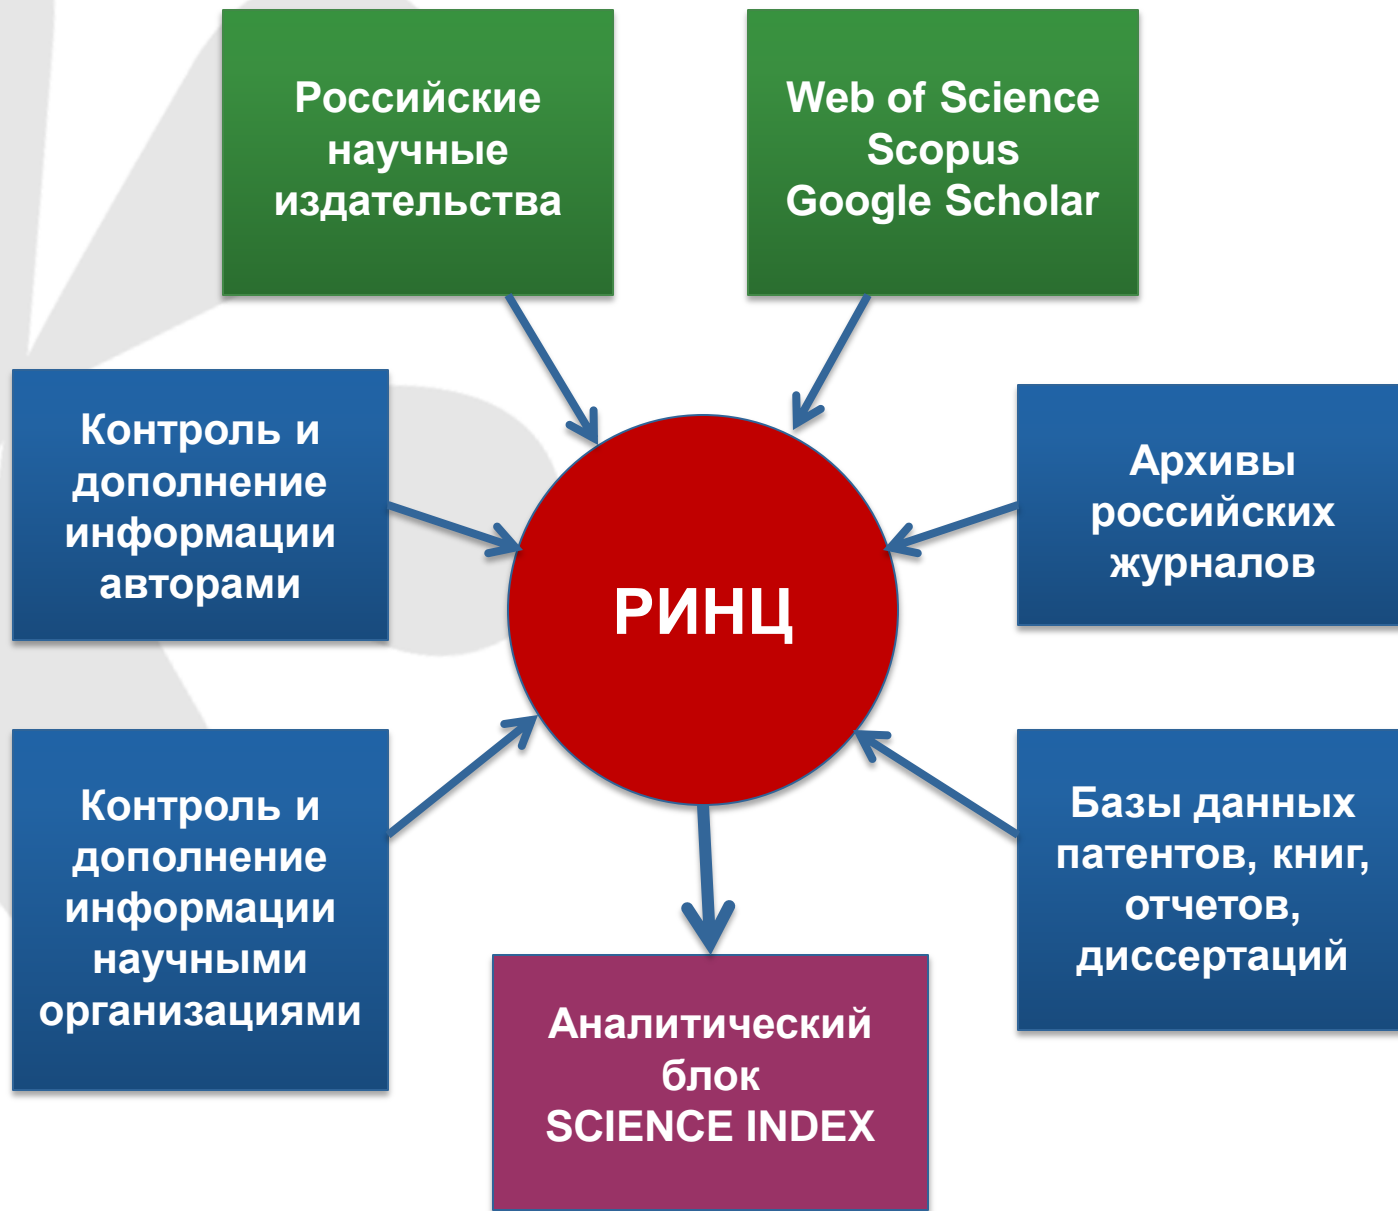 Российские
научные
издательства
Web of Science
Scopus
Google Scholar
Контроль и
дополнение
информации
авторами
Архивы
российских
журналов
РИНЦ
Контроль и
дополнение
информации
научными
организациями
Базы данных
патентов, книг,
отчетов,
диссертаций
Аналитический
блок
SCIENCE INDEX